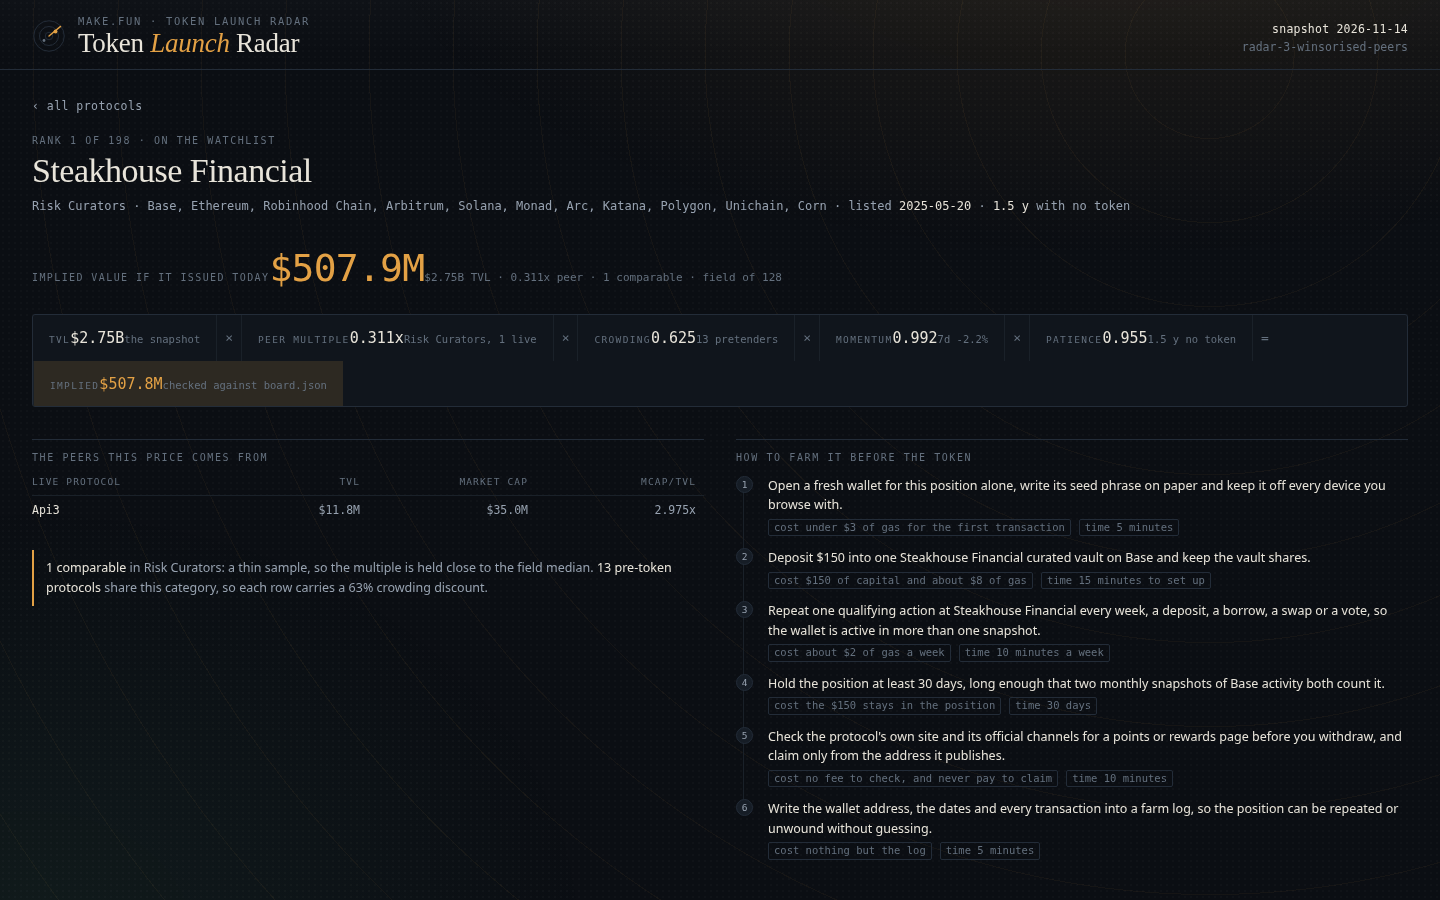 MAKE.FUN · TOKEN LAUNCH RADAR
Token Launch Radar
snapshot 2026-11-14
radar-3-winsorised-peers
‹ all protocols
RANK 1 OF 198 · ON THE WATCHLIST
Steakhouse Financial
Risk Curators · Base, Ethereum, Robinhood Chain, Arbitrum, Solana, Monad, Arc, Katana, Polygon, Unichain, Corn · listed 2025-05-20 · 1.5 y with no token
IMPLIED VALUE IF IT ISSUED TODAY $507.9M $2.75B TVL · 0.311x peer · 1 comparable · field of 128
TVL $2.75B the snapshot × PEER MULTIPLE 0.311x Risk Curators, 1 live × CROWDING 0.625 13 pretenders × MOMENTUM 0.992 7d -2.2% × PATIENCE 0.955 1.5 y no token =
IMPLIED $507.8M checked against board.json
THE PEERS THIS PRICE COMES FROM
LIVE PROTOCOL TVL MARKET CAP MCAP/TVL
Api3 $11.8M $35.0M 2.975x
1 comparable in Risk Curators: a thin sample, so the multiple is held close to the field median. 13 pre-token
protocols share this category, so each row carries a 63% crowding discount.
HOW TO FARM IT BEFORE THE TOKEN
1 Open a fresh wallet for this position alone, write its seed phrase on paper and keep it off every device you
browse with.
cost under $3 of gas for the first transaction time 5 minutes
2 Deposit $150 into one Steakhouse Financial curated vault on Base and keep the vault shares.
cost $150 of capital and about $8 of gas time 15 minutes to set up
3 Repeat one qualifying action at Steakhouse Financial every week, a deposit, a borrow, a swap or a vote, so
the wallet is active in more than one snapshot.
cost about $2 of gas a week time 10 minutes a week
4 Hold the position at least 30 days, long enough that two monthly snapshots of Base activity both count it.
cost the $150 stays in the position time 30 days
5 Check the protocol's own site and its official channels for a points or rewards page before you withdraw, and
claim only from the address it publishes.
cost no fee to check, and never pay to claim time 10 minutes
6 Write the wallet address, the dates and every transaction into a farm log, so the position can be repeated or
unwound without guessing.
cost nothing but the log time 5 minutes